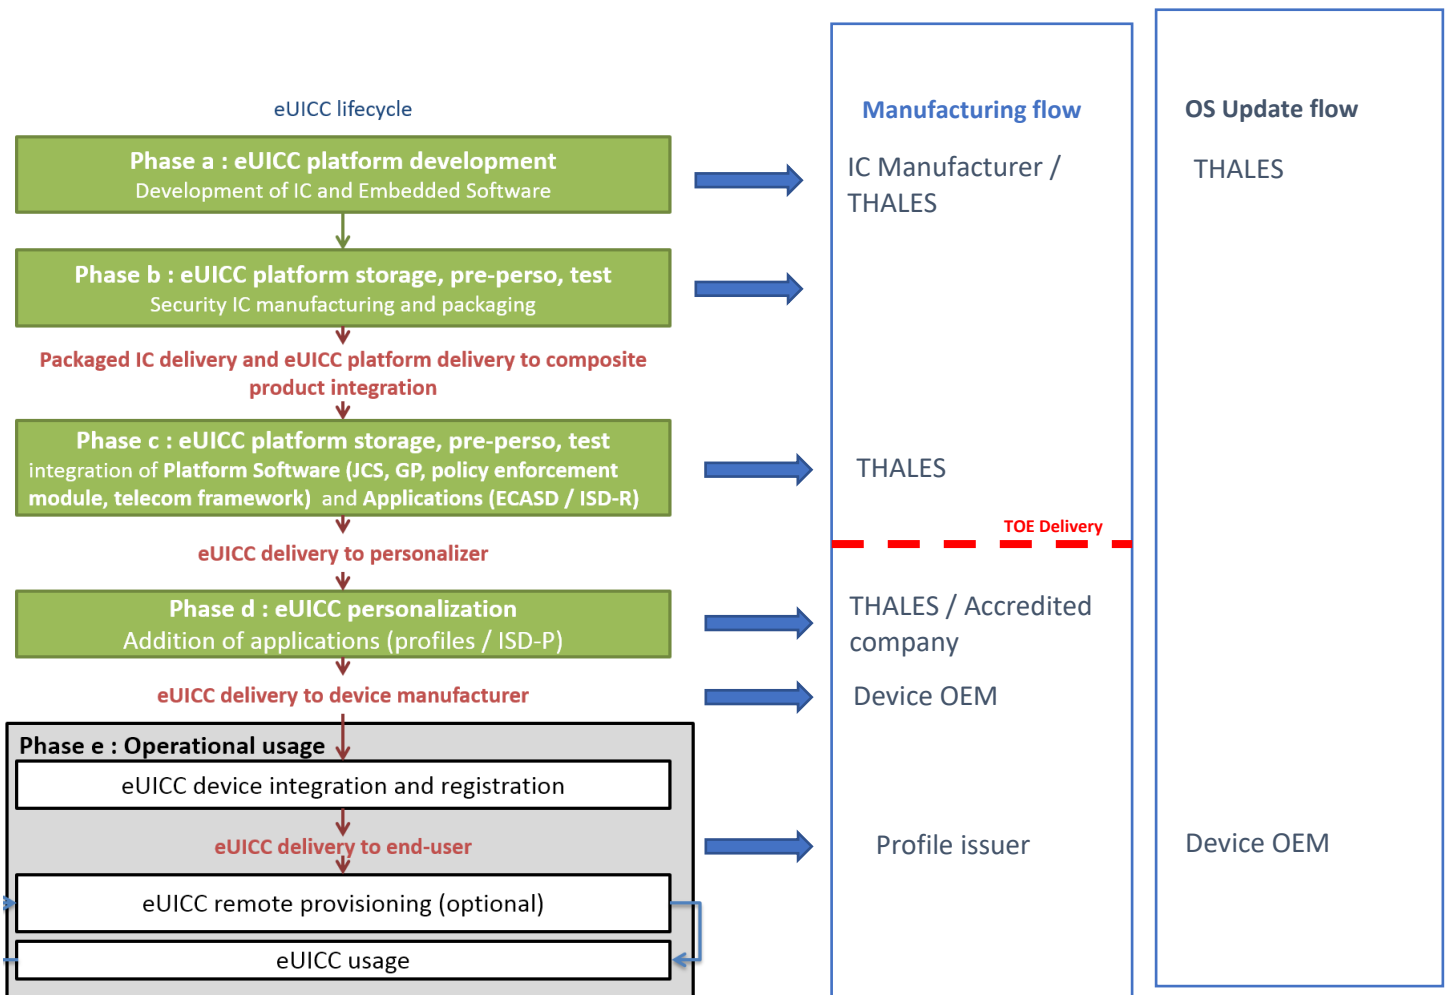 eUICC lifecycle
Manufacturing flow
OS Update flow
Phase a : eUICC platform development
Development of IC and Embedded Software
IC Manufacturer /
THALES
THALES
Phase b : eUICC platform storage, pre-perso, test
Security IC manufacturing and packaging
Packaged IC delivery and eUICC platform delivery to composite
product integration
Phase c : eUICC platform storage, pre-perso, test
integration of Platform Software (JCS, GP, policy enforcement
module, telecom framework) and Applications (ECASD / ISD-R)
THALES
TOE Delivery
eUICC delivery to personalizer
Phase d : eUICC personalization
Addition of applications (profiles / ISD-P)
THALES / Accredited
company
eUICC delivery to device manufacturer
Device OEM
Phase e : Operational usage
eUICC device integration and registration
eUICC delivery to end-user
Profile issuer
Device OEM
eUICC remote provisioning (optional)
eUICC usage